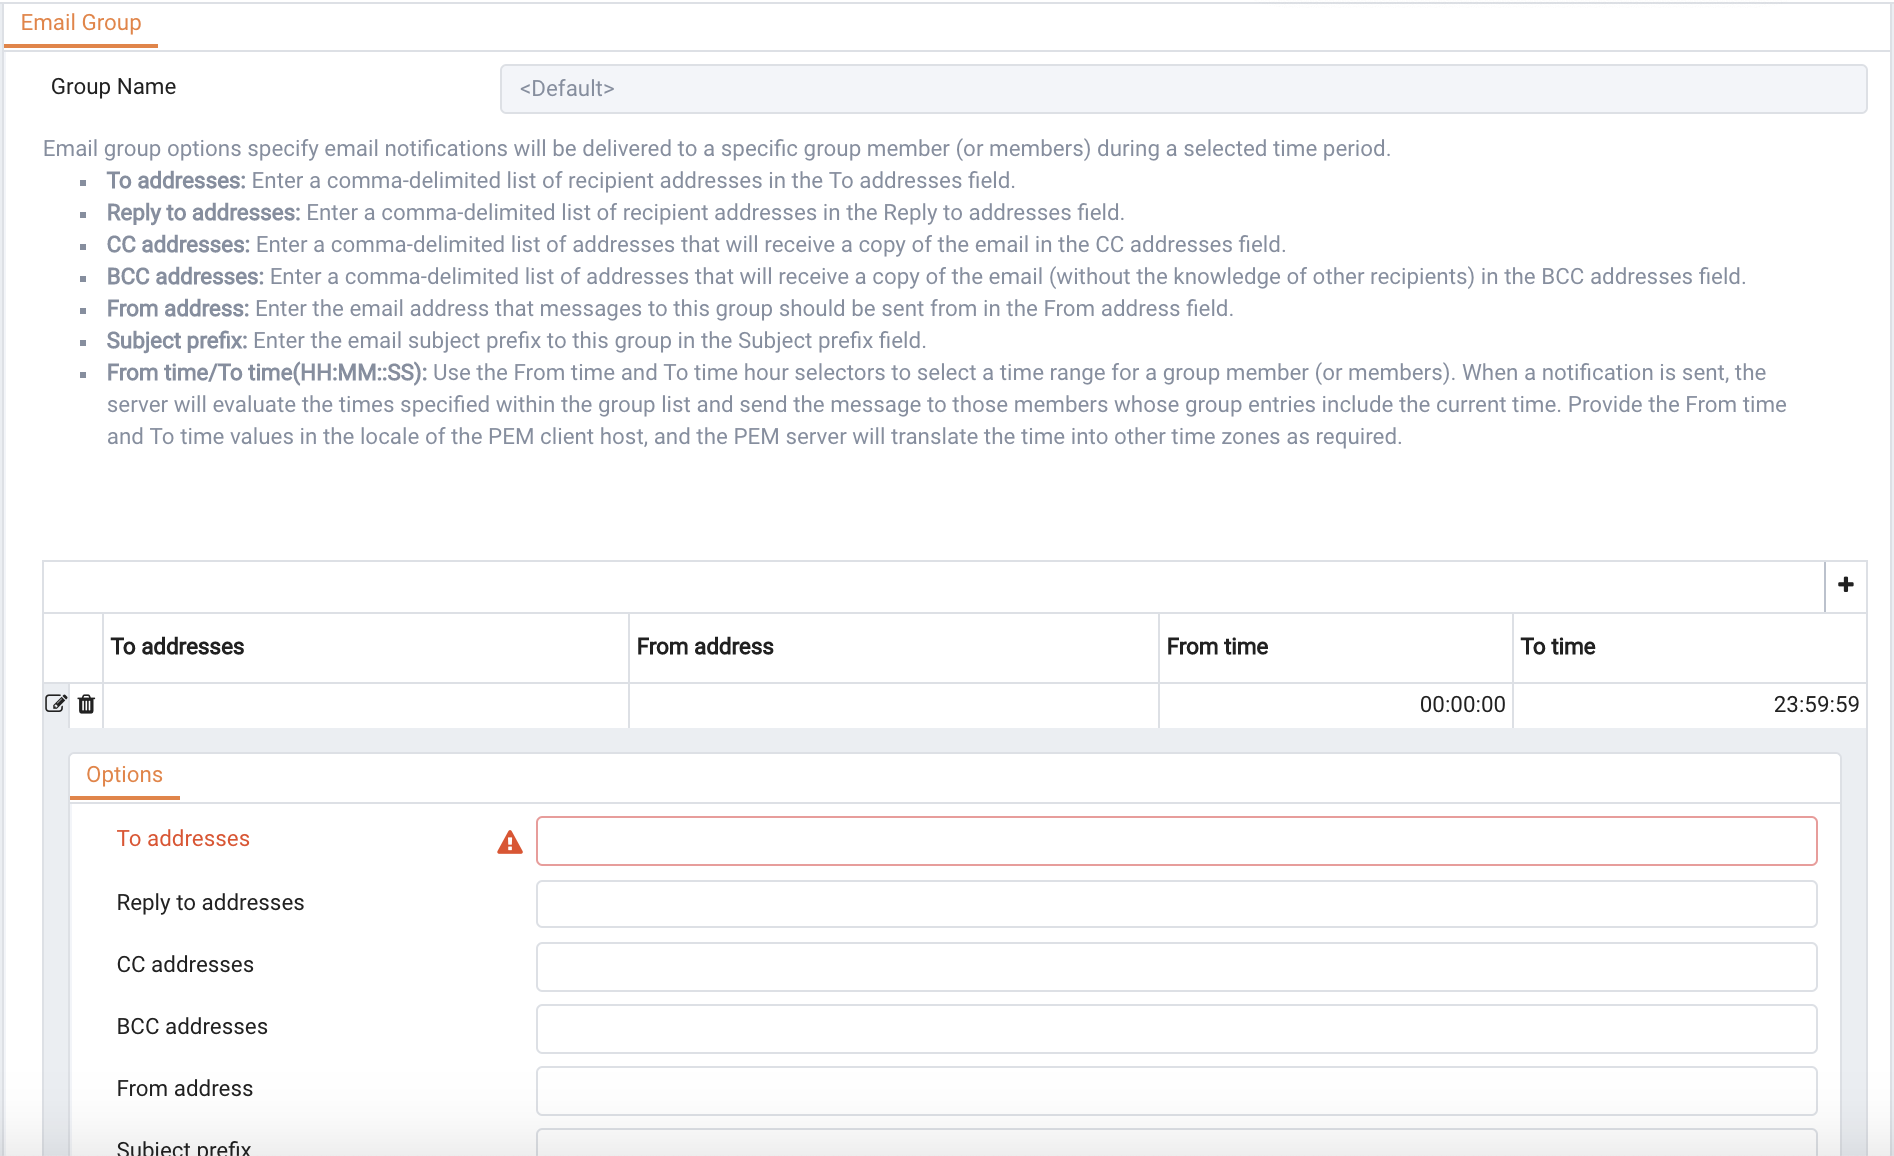 Email Group
Group Name
<Default>
Email group options specify email notifications will be delivered to a specific group member (or members) during a selected time period.
▪ To addresses: Enter a comma-delimited list of recipient addresses in the To addresses field.
▪ Reply to addresses: Enter a comma-delimited list of recipient addresses in the Reply to addresses field.
▪ CC addresses: Enter a comma-delimited list of addresses that will receive a copy of the email in the CC addresses field.
▪ BCC addresses: Enter a comma-delimited list of addresses that will receive a copy of the email (without the knowledge of other recipients) in the BCC addresses field.
▪ From address: Enter the email address that messages to this group should be sent from in the From address field.
▪ Subject prefix: Enter the email subject prefix to this group in the Subject prefix field.
▪ From time/To time(HH:MM::SS): Use the From time and To time hour selectors to select a time range for a group member (or members). When a notification is sent, the
server will evaluate the times specified within the group list and send the message to those members whose group entries include the current time. Provide the From time
and To time values in the locale of the PEM client host, and the PEM server will translate the time into other time zones as required.
To addresses From address From time To time
00:00:00 23:59:59
Options
To addresses
Reply to addresses
CC addresses
BCC addresses
From address
Subject prefix